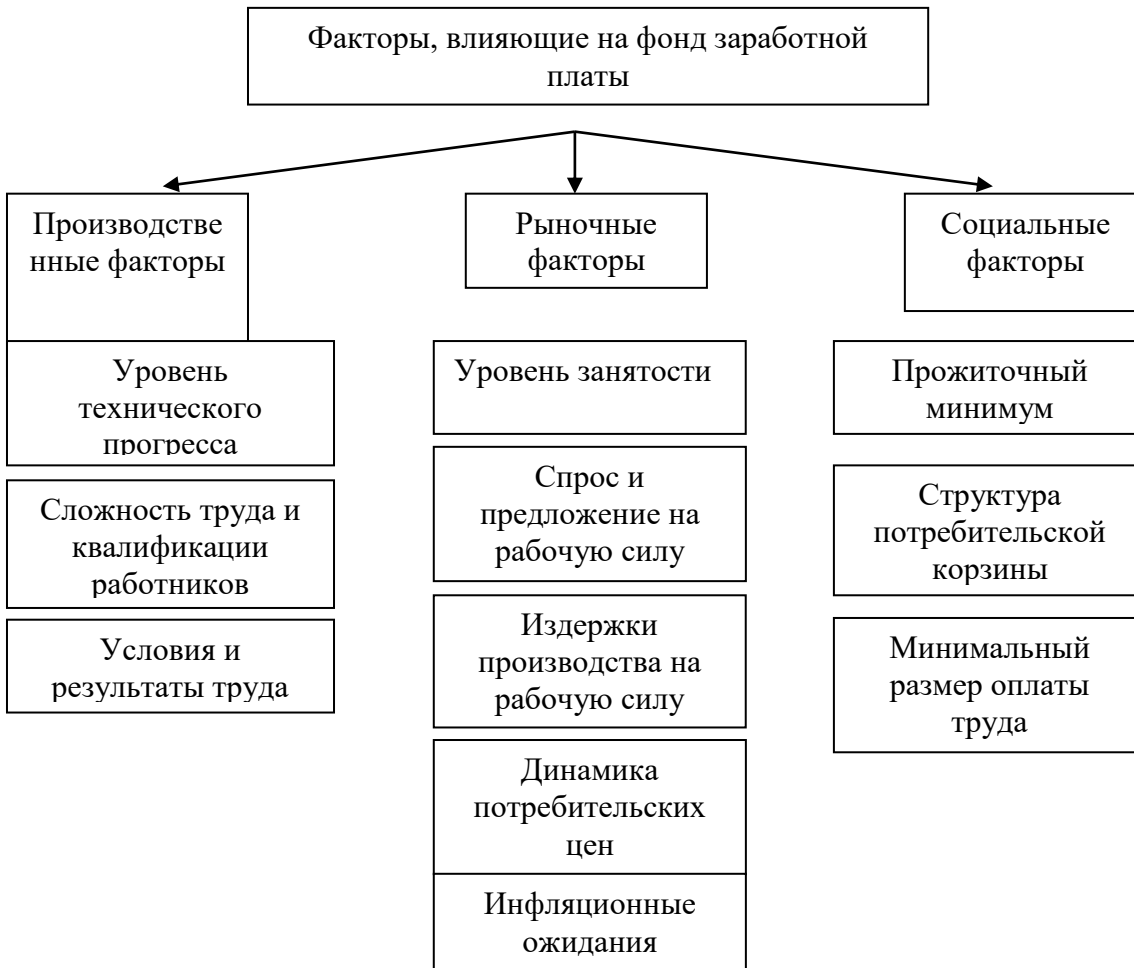 Факторы, влияющие на фонд заработной
платы
Производстве
нные факторы
Уровень
технического
прогресса
Сложность труда и
квалификации
работников
Условия и
результаты труда
Рыночные
факторы
Уровень занятости
Спрос и
предложение на
рабочую силу
Издержки
производства на
рабочую силу
Динамика
потребительских
цен
Инфляционные
ожидания
Социальные
факторы
Прожиточный
минимум
Структура
потребительской
корзины
Минимальный
размер оплаты
труда